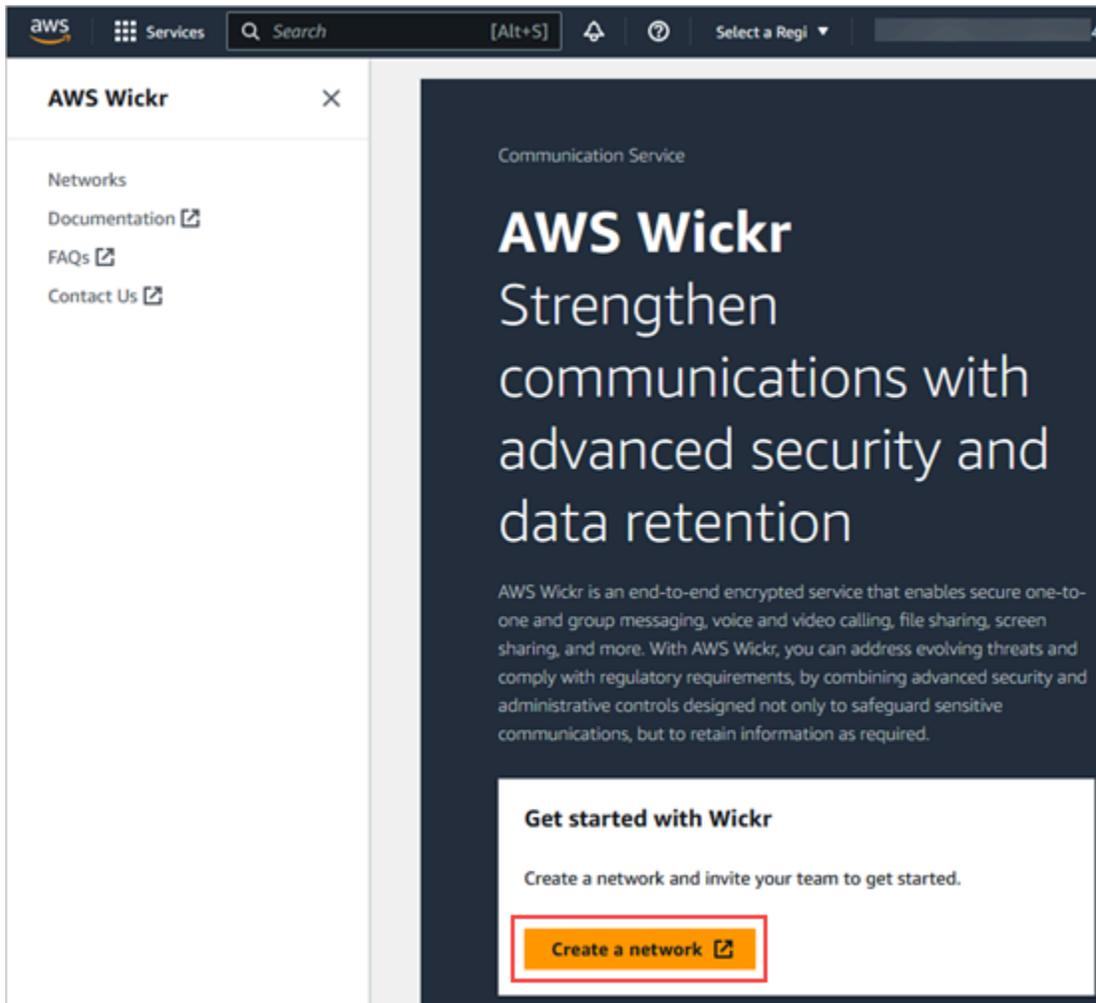 aws Services Search [Alt+S] Select a Regi
AWS Wickr
Networks
Documentation
FAQs
Contact Us
Communication Service
AWS Wickr
Strengthen
communications with
advanced security and
data retention
AWS Wickr is an end-to-end encrypted service that enables secure one-to-
one and group messaging, voice and video calling, file sharing, screen
sharing, and more. With AWS Wickr, you can address evolving threats and
comply with regulatory requirements, by combining advanced security and
administrative controls designed not only to safeguard sensitive
communications, but to retain information as required.
Get started with Wickr
Create a network and invite your team to get started.
Create a network